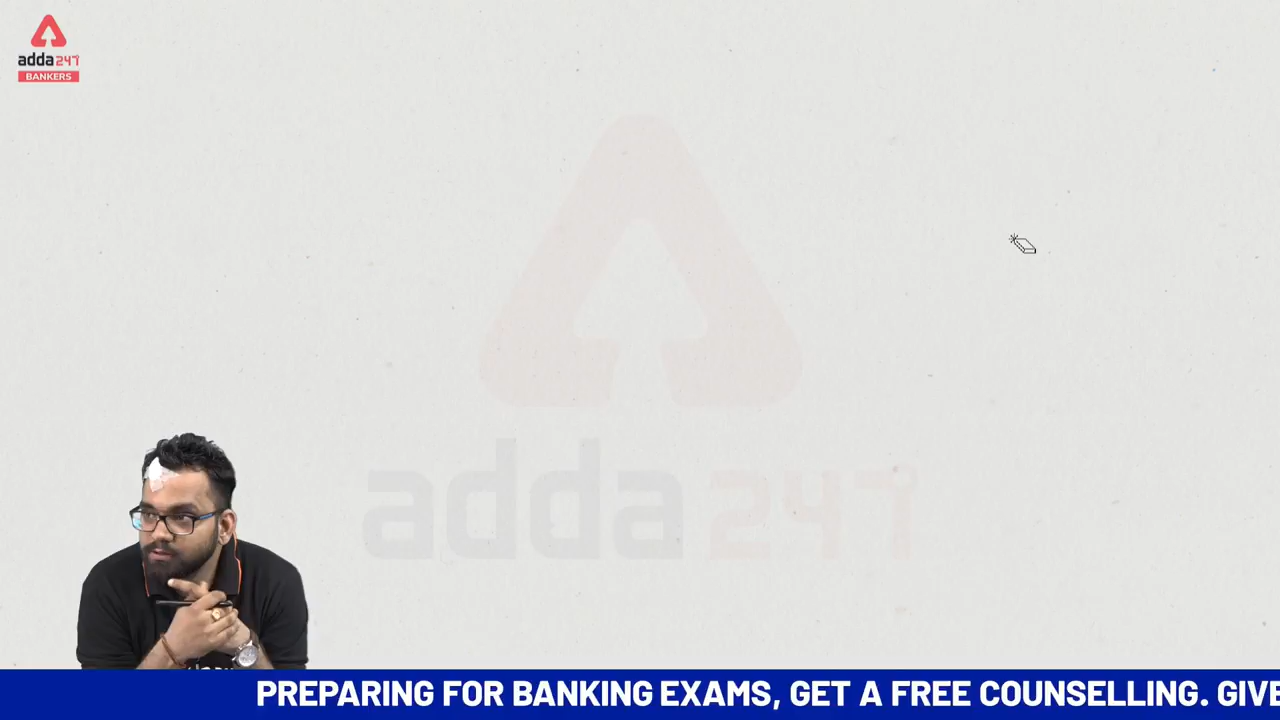 adda247
BANKERS
adda247
PREPARING FOR BANKING EXAMS, GET A FREE COUNSELLING. GIVE